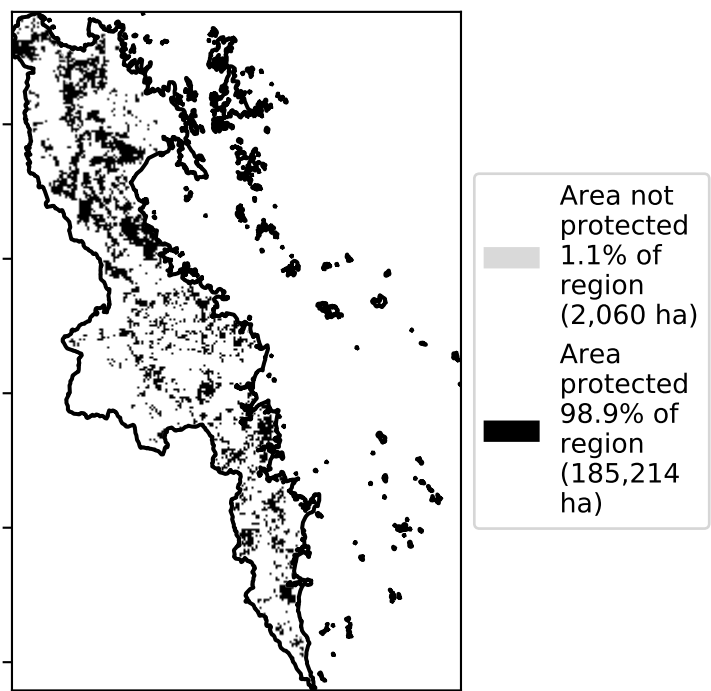 Area not
protected
1.1% of
region
(2,060 ha)
Area
protected
98.9% of
region
(185,214
ha)